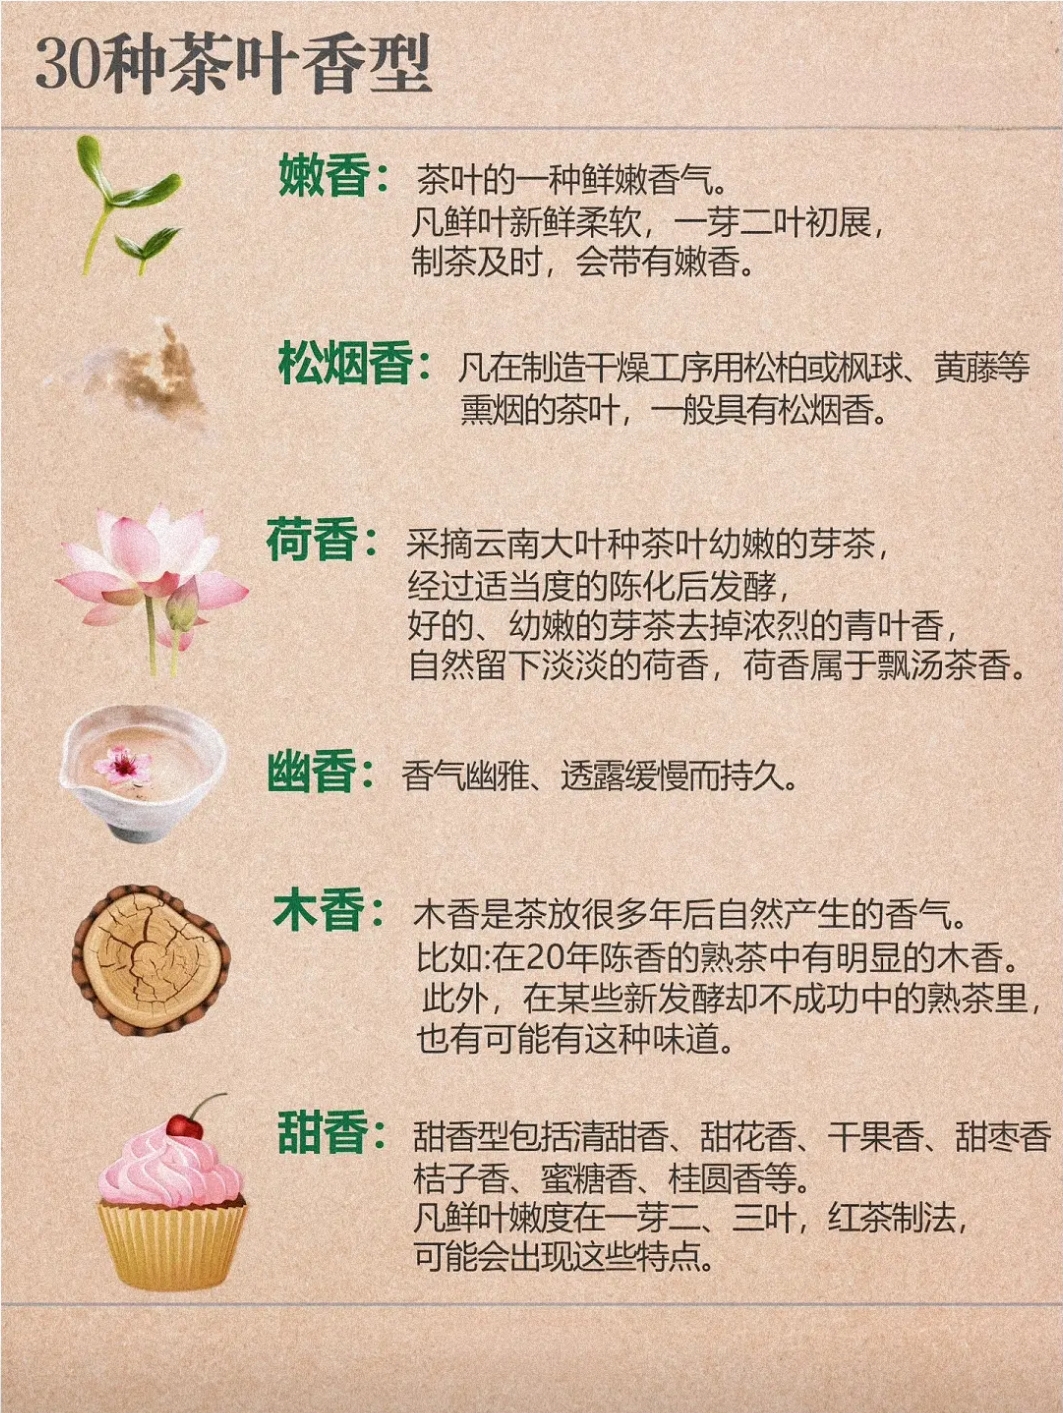 30种茶叶香型
嫩香：茶叶的一种鲜嫩香气。
凡鲜叶新鲜柔软，一芽二叶初展，
制茶及时，会带有嫩香。
松烟香：凡在制造干燥工序用松柏或枫球、黄藤等
熏烟的茶叶，一般具有松烟香。
荷香：采摘云南大叶种茶叶幼嫩的芽茶，
经过适当度的陈化后发酵，
好的、幼嫩的芽茶去掉浓烈的青叶香，
自然留下淡淡的荷香，荷香属于飘汤茶香。
幽香：香气幽雅、透露缓慢而持久。
木香：木香是茶放很多年后自然产生的香气。
比如:在20年陈香的熟茶中有明显的木香。
此外，在某些新发酵却不成功中的熟茶里，
也有可能有这种味道。
甜香：甜香型包括清甜香、甜花香、干果香、甜枣香
桔子香、蜜糖香、桂圆香等。
凡鲜叶嫩度在一芽二、三叶，红茶制法，
可能会出现这些特点。